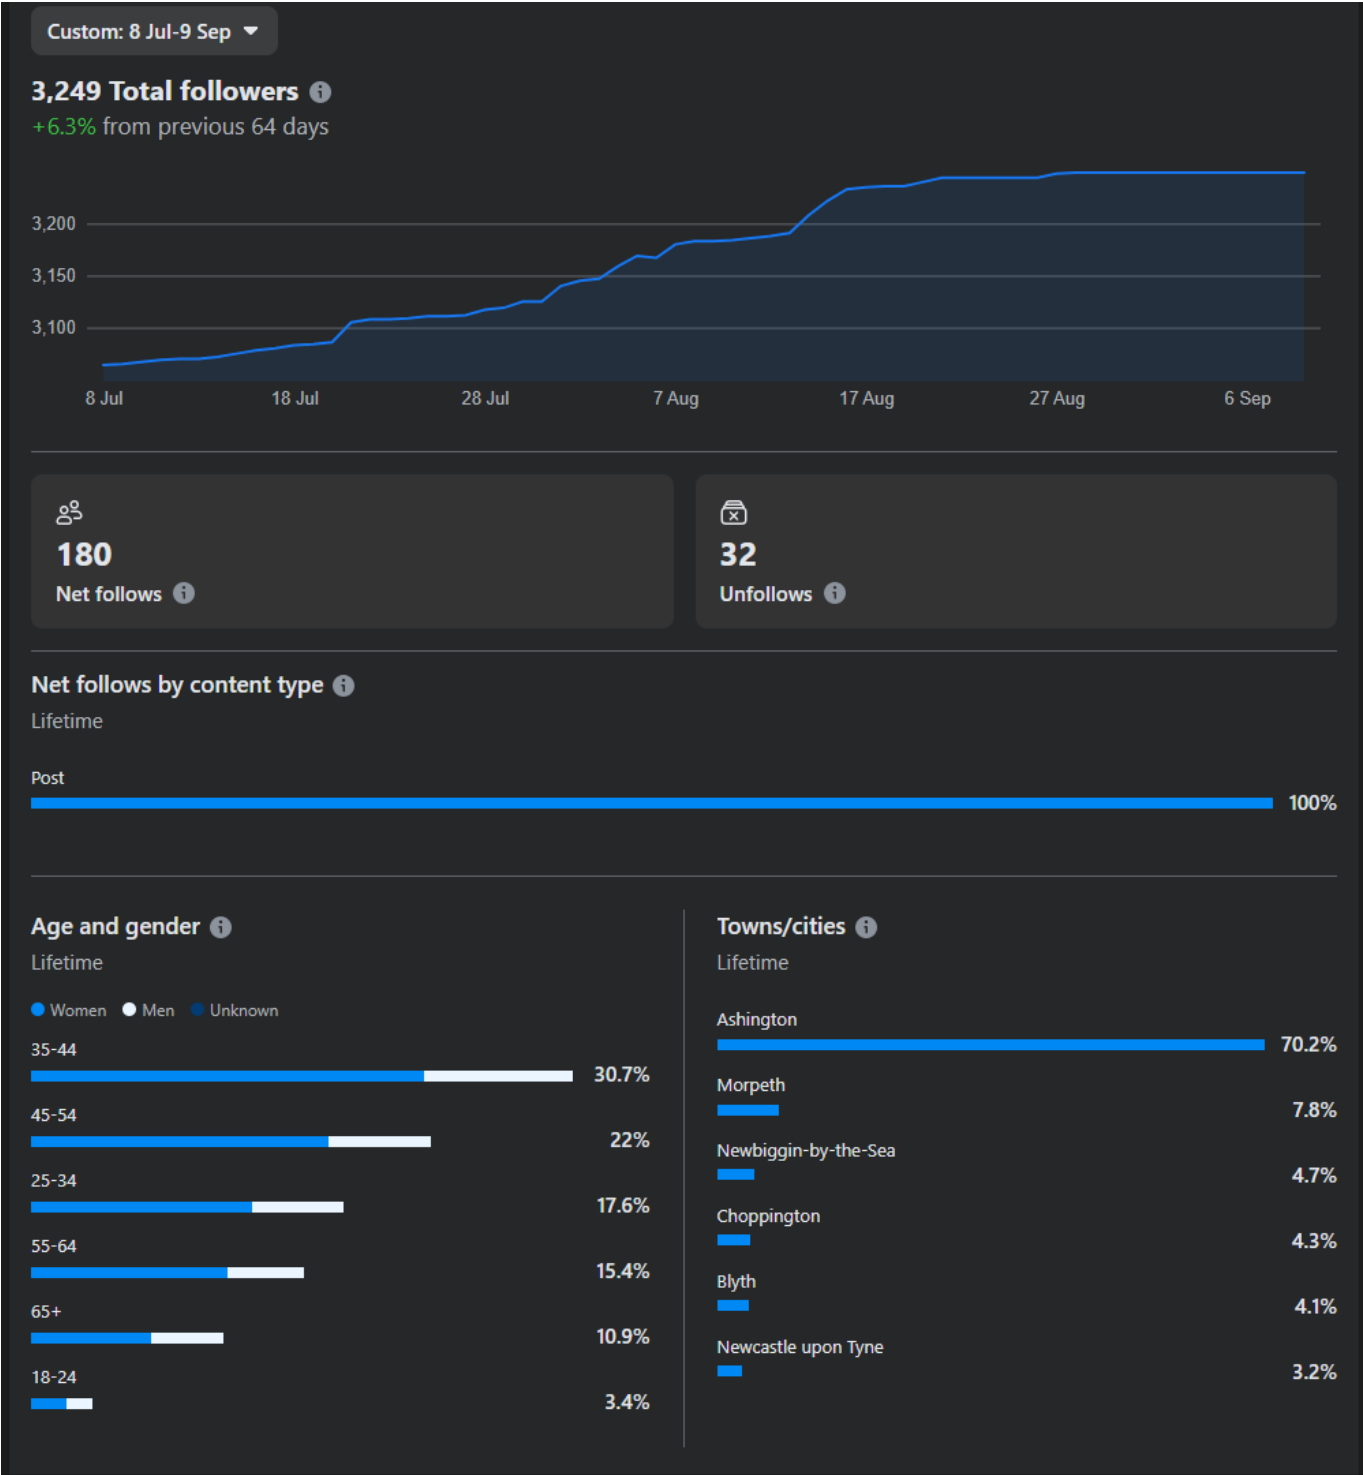 Custom: 8 Jul-9 Sep
3,249 Total followers
+6.3% from previous 64 days
3,200
3,150
3,100
8 Jul 18 Jul 28 Jul 7 Aug 17 Aug 27 Aug 6 Sep
180
Net follows
32
Unfollows
Net follows by content type
Lifetime
Post
100%
Age and gender
Lifetime
Women Men Unknown
35-44
30.7%
45-54
22%
25-34
17.6%
55-64
15.4%
65+
10.9%
18-24
3.4%
Towns/cities
Lifetime
Ashington
70.2%
Morpeth
7.8%
Newbiggin-by-the-Sea
4.7%
Choppington
4.3%
Blyth
4.1%
Newcastle upon Tyne
3.2%